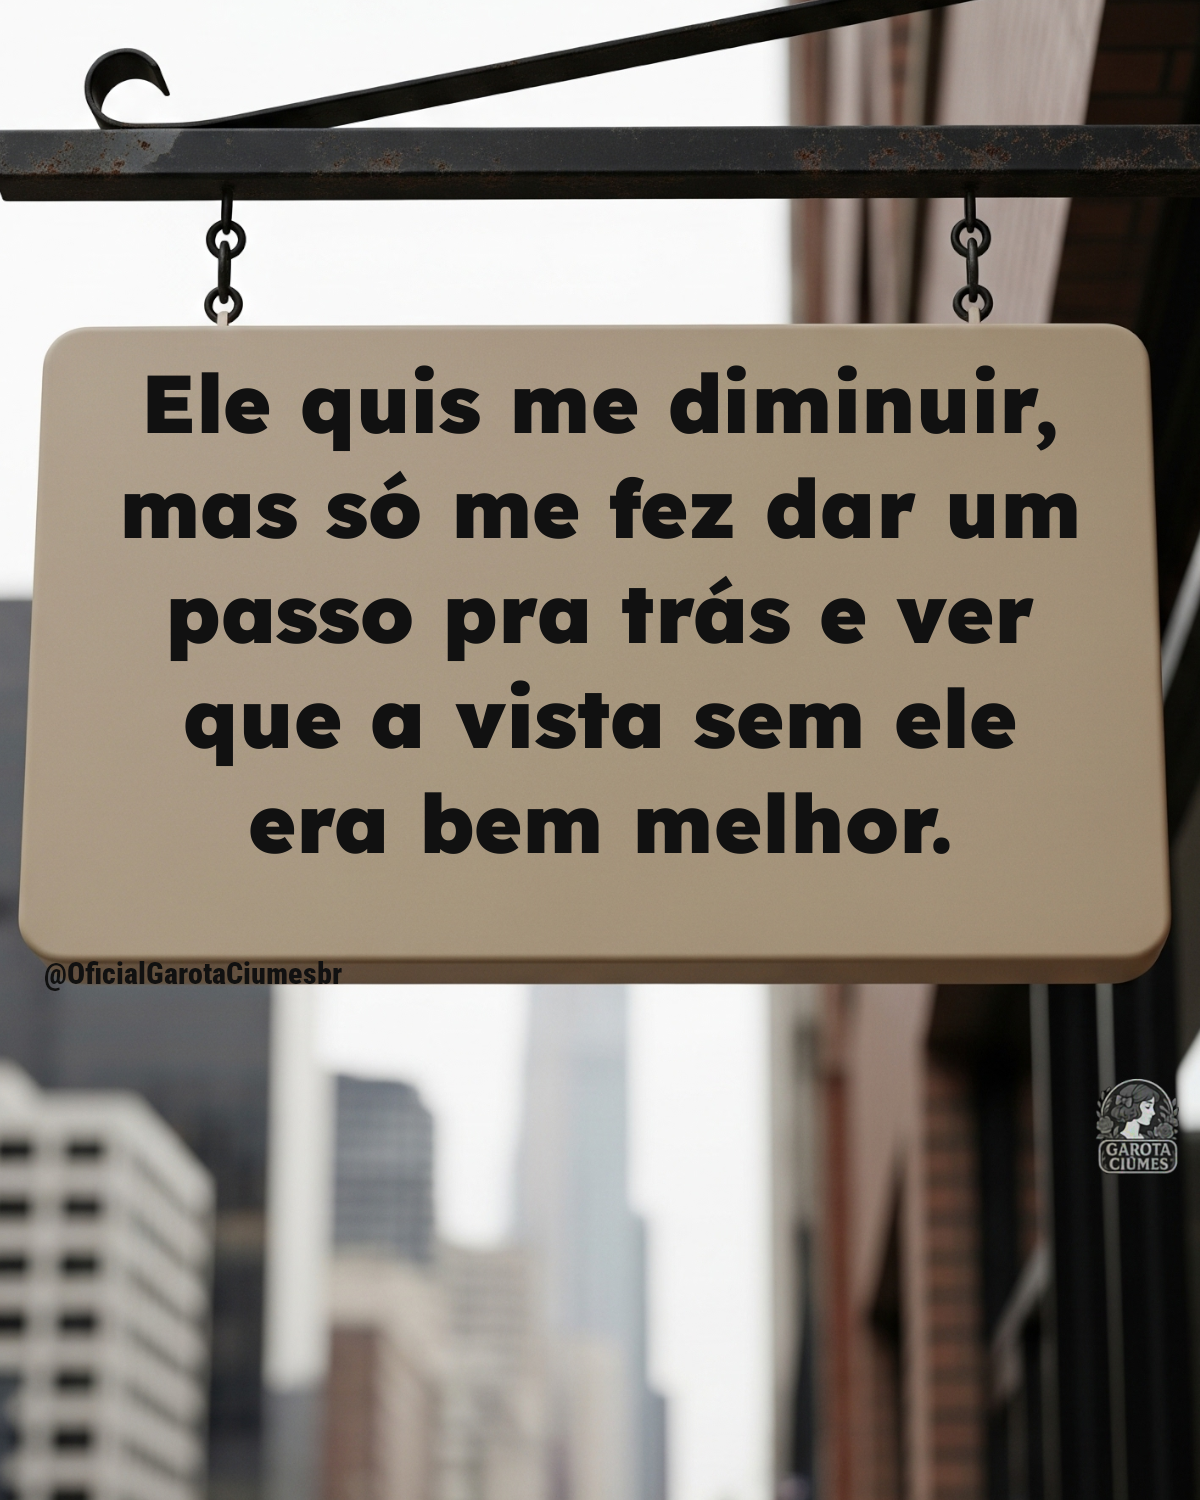 Ele quis me diminuir,
mas só me fez dar um
passo pra trás e ver
que a vista sem ele
era bem melhor.
@OficialGarotaCiumesbr
GAROTA
CIÚMES